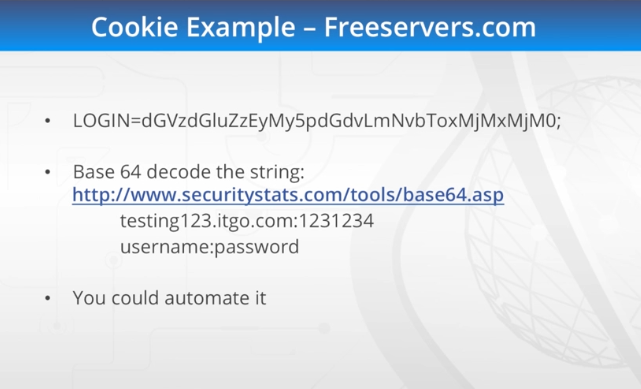 Cookie Example – Freeservers.com
• LOGIN=dGVzdGluZzEyMy5pdGdvLmNvbToxMjMxMjM0;
• Base 64 decode the string:
http://www.securitystats.com/tools/base64.asp
testing123.itgo.com:1231234
username:password
• You could automate it